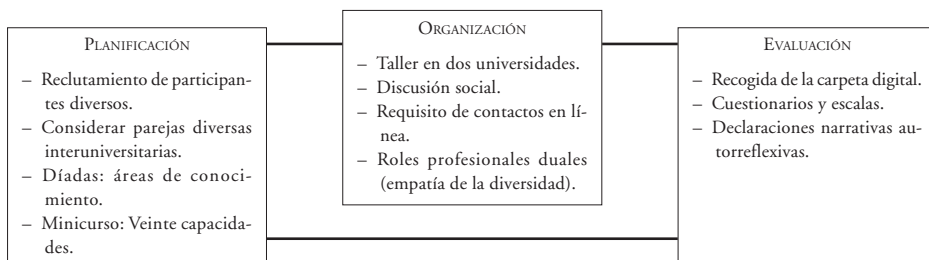 PLANIFICACIÓN
– Reclutamiento de participan-
tes diversos.
– Considerar parejas diversas
interuniversitarias.
– Díadas: áreas de conoci-
miento.
– Minicurso: Veinte capacida-
des.
ORGANIZACIÓN
– Taller en dos universidades.
– Discusión social.
– Requisito de contactos en lí-
nea.
– Roles profesionales duales
(empatía de la diversidad).
EVALUACIÓN
– Recogida de la carpeta digital.
– Cuestionarios y escalas.
– Declaraciones narrativas au-
torreflexivas.